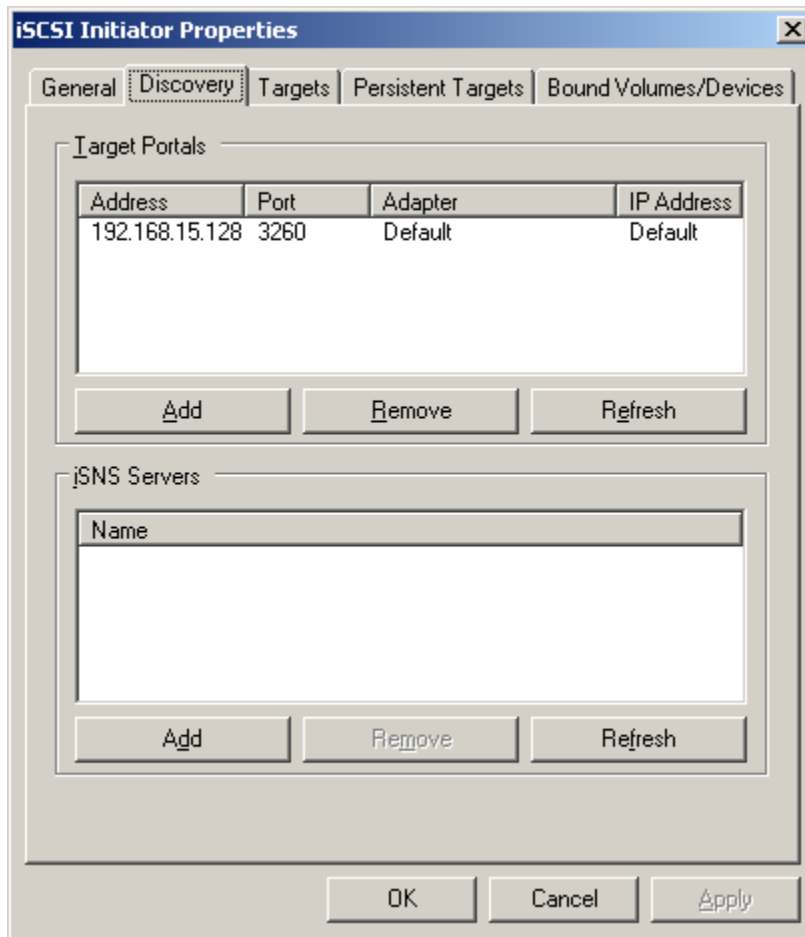 iSCSI Initiator Properties
General Discovery Targets Persistent Targets Bound Volumes/Devices
Target Portals
Address Port Adapter IP Address
192.168.15.128 3260 Default Default
Add Remove Refresh
iSNS Servers
Name
Add Remove Refresh
OK Cancel Apply